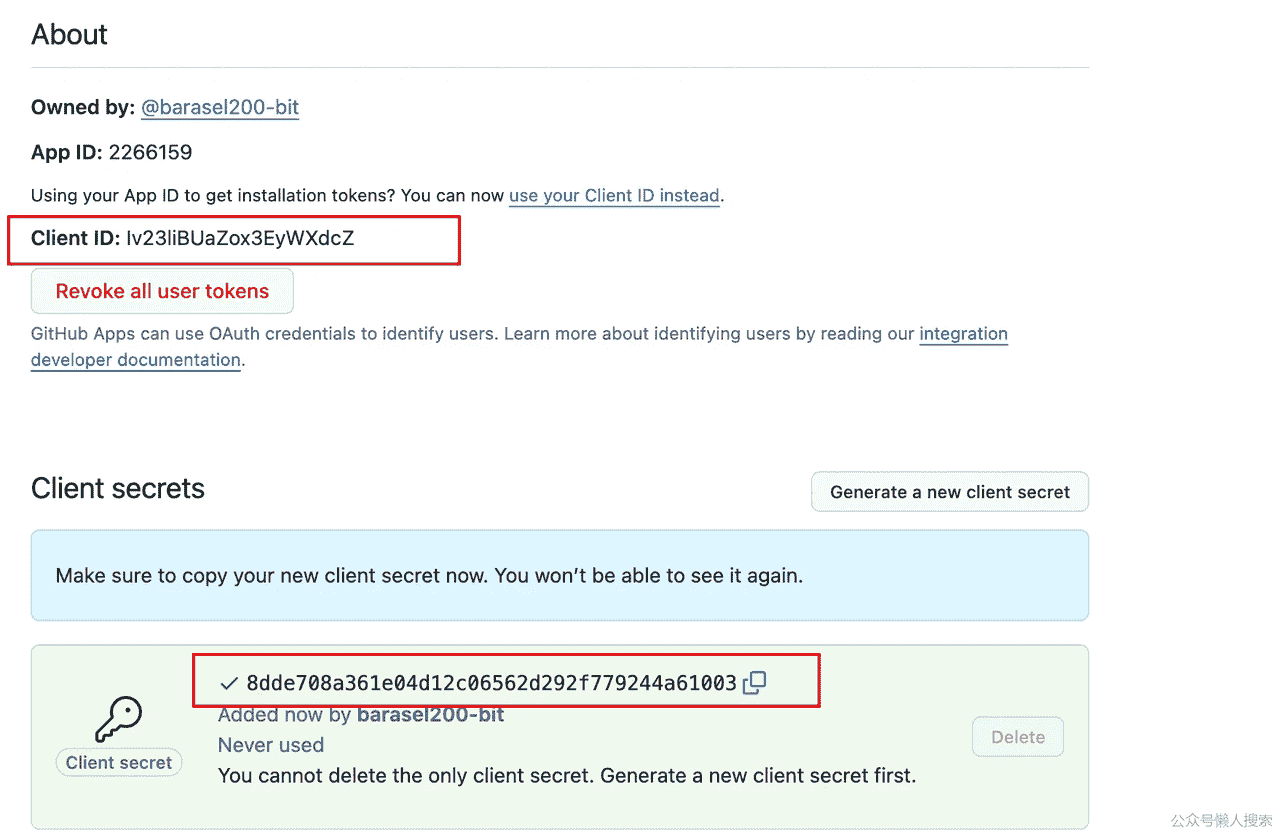 About
Owned by: @barasel200-bit
App ID: 2266159
Using your App ID to get installation tokens? You can now use your Client ID instead.
Client ID: Iv23liBUaZox3EyWXdcZ
Revoke all user tokens
GitHub Apps can use OAuth credentials to identify users. Learn more about identifying users by reading our integration
developer documentation.
Client secrets
Generate a new client secret
Make sure to copy your new client secret now. You won’t be able to see it again.
8dde708a361e04d12c06562d292f779244a61003
Added now by barasel200-bit
Never used
Delete
Client secret
You cannot delete the only client secret. Generate a new client secret first.
公众号懒人搜索